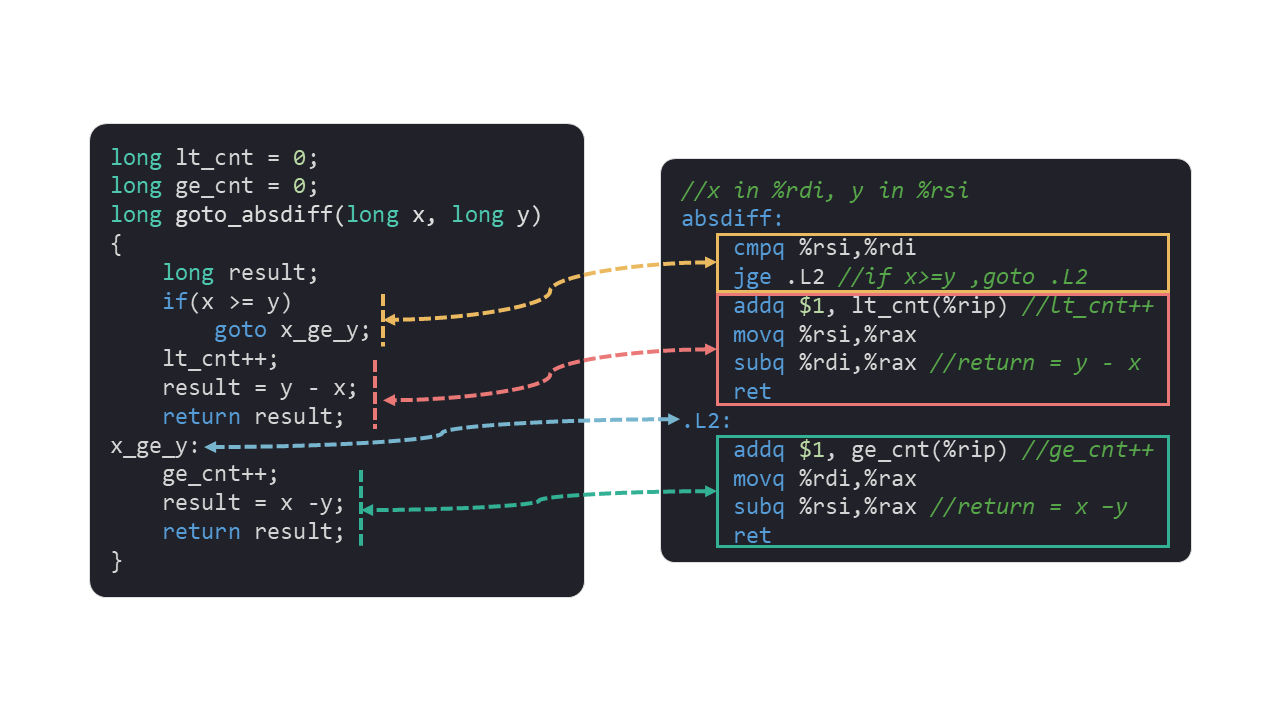 long lt_cnt = 0;
long ge_cnt = 0;
long goto_absdiff(long x, long y)
{
    long result;
    if(x >= y)
        goto x_ge_y;
    lt_cnt++;
    result = y - x;
    return result;
x_ge_y:
    ge_cnt++;
    result = x -y;
    return result;
}
//x in %rdi, y in %rsi
absdiff:
    cmpq %rsi,%rdi
    jge .L2 //if x>=y ,goto .L2
    addq $1, lt_cnt(%rip) //lt_cnt++
    movq %rsi,%rax
    subq %rdi,%rax //return = y - x
    ret
.L2:
    addq $1, ge_cnt(%rip) //ge_cnt++
    movq %rdi,%rax
    subq %rsi,%rax //return = x –y
    ret